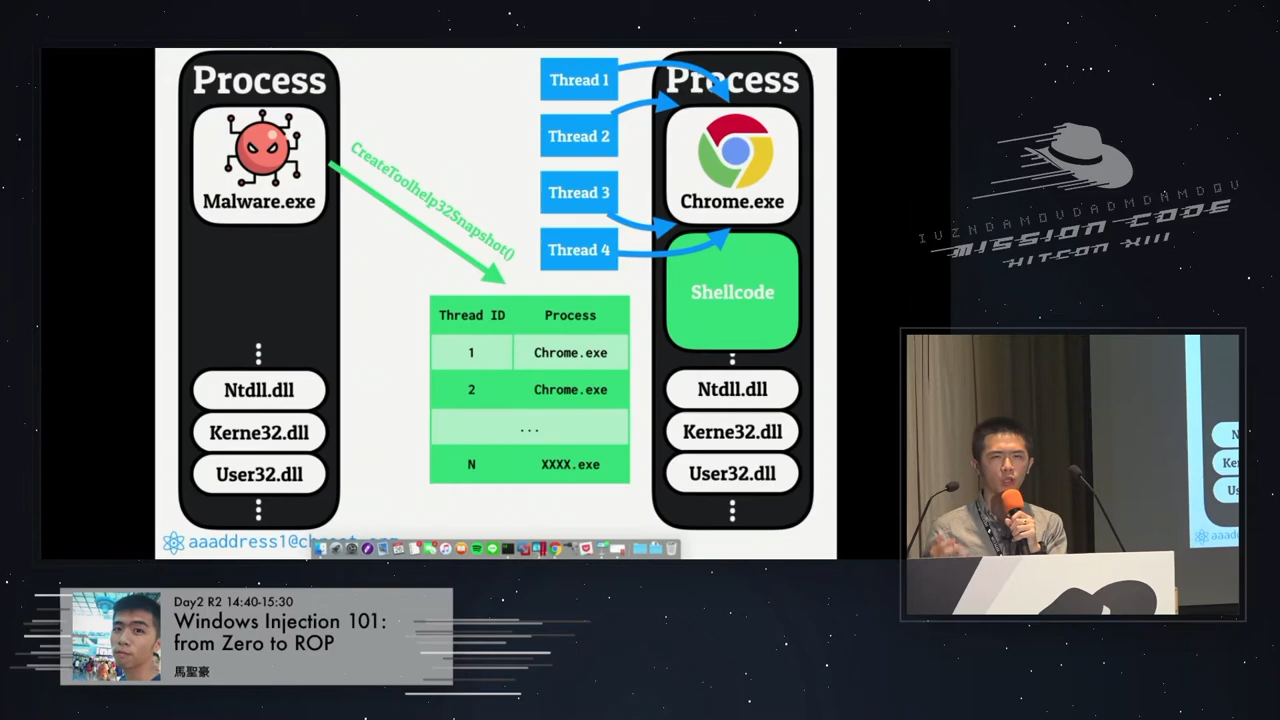 Process
Malware.exe
Ntdll.dll
Kerne32.dll
User32.dll
CreateToolhelp32Snapshot()
Thread 1
Thread 2
Thread 3
Thread 4
Thread ID Process
1 Chrome.exe
2 Chrome.exe
...
N XXXX.exe
Process
Chrome.exe
Shellcode
Ntdll.dll
Kerne32.dll
User32.dll
MISSION CODE
HITCON XIII
Day2 R2 14:40-15:30
Windows Injection 101:
from Zero to ROP
馬聖豪